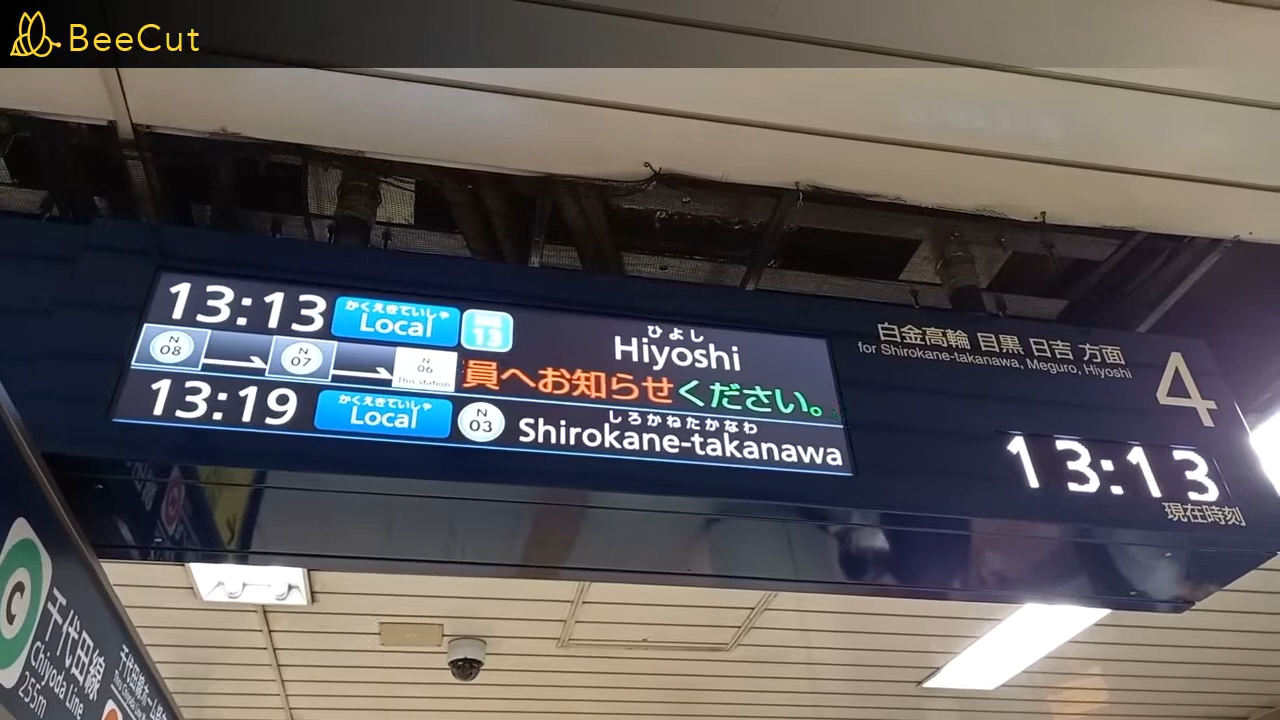 BeeCut
13:13
かくえきていしゃ
Local
13
ひよし
Hiyoshi
N
08
N
07
N
06
This station
員へお知らせください。
13:19
かくえきていしゃ
Local
N
03
しろかねたかなわ
Shirokane-takanawa
白金高輪 目黒 日吉 方面
for Shirokane-takanawa, Meguro, Hiyoshi
4
13:13
現在時刻
C
千代田線
Chiyoda Line
255m